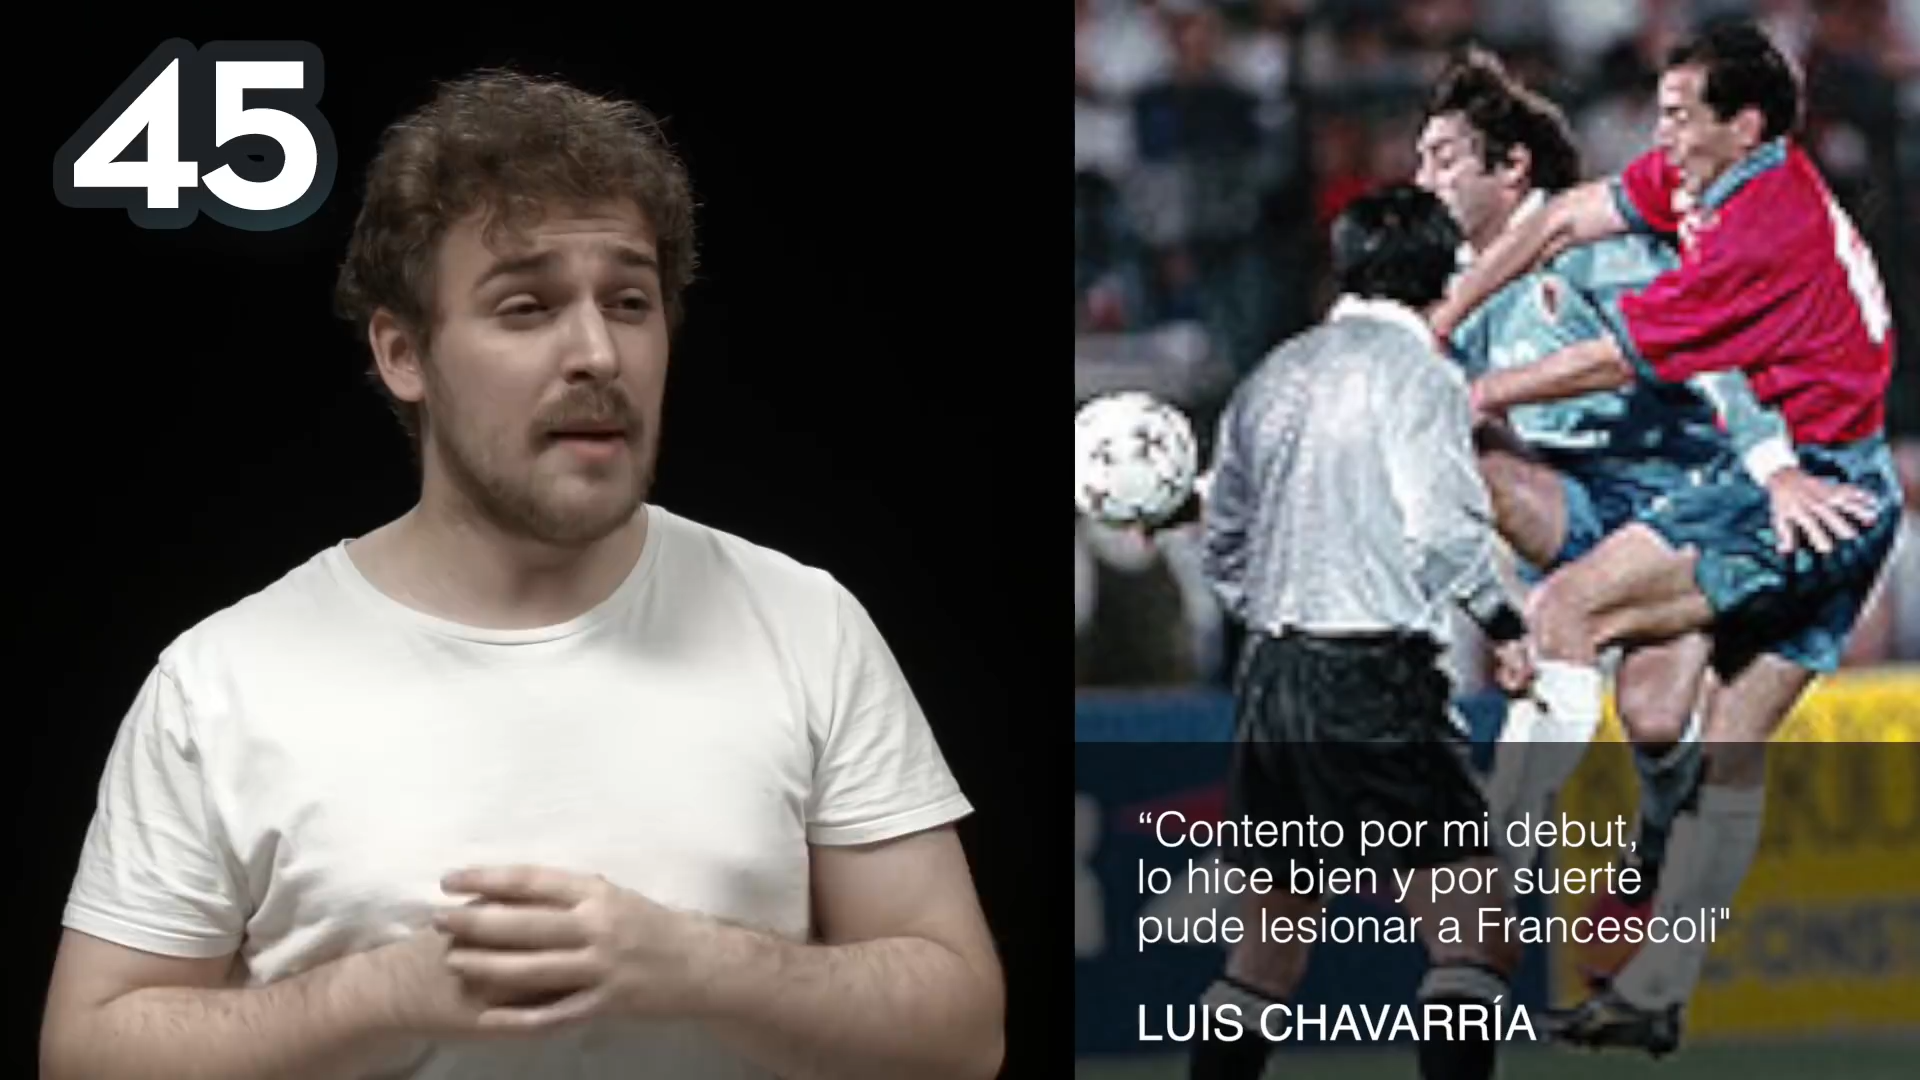 45
“Contento por mi debut,
lo hice bien y por suerte
pude lesionar a Francescoli"
LUIS CHAVARRÍA